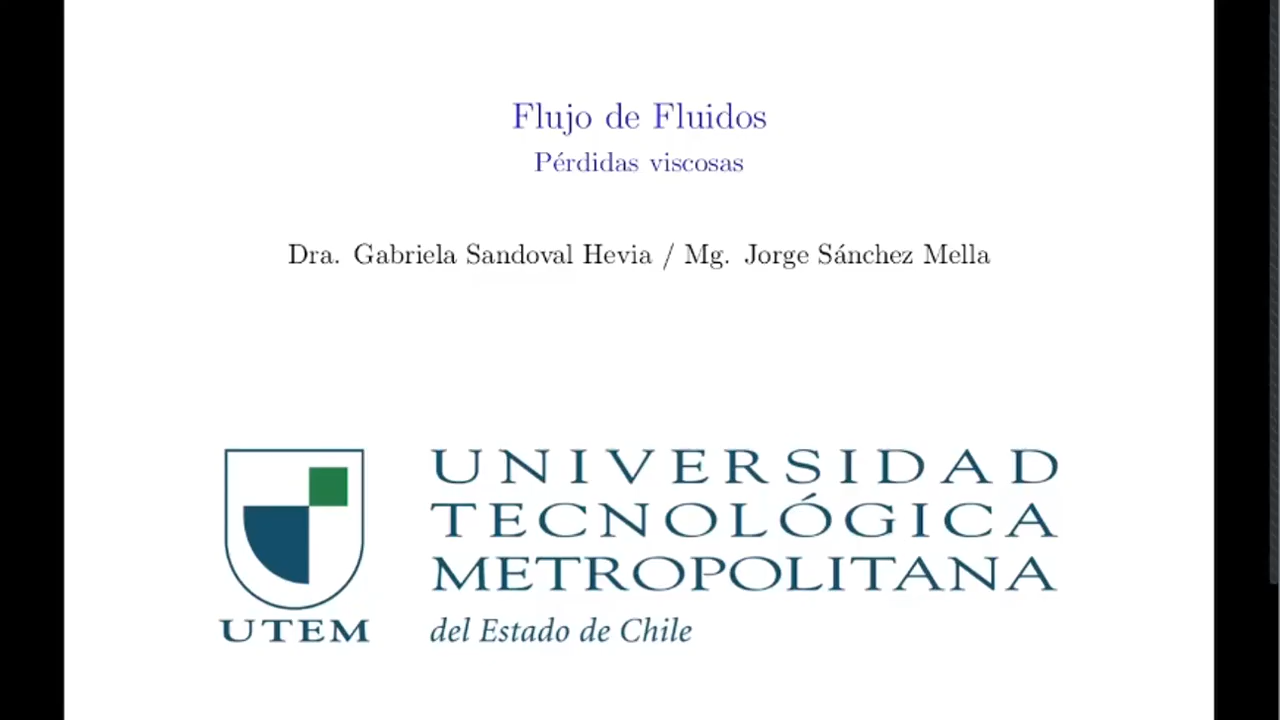 Flujo de Fluidos
Pérdidas viscosas
Dra. Gabriela Sandoval Hevia / Mg. Jorge Sánchez Mella
UNIVERSIDAD
TECNOLÓGICA
METROPOLITANA
del Estado de Chile
UTEM